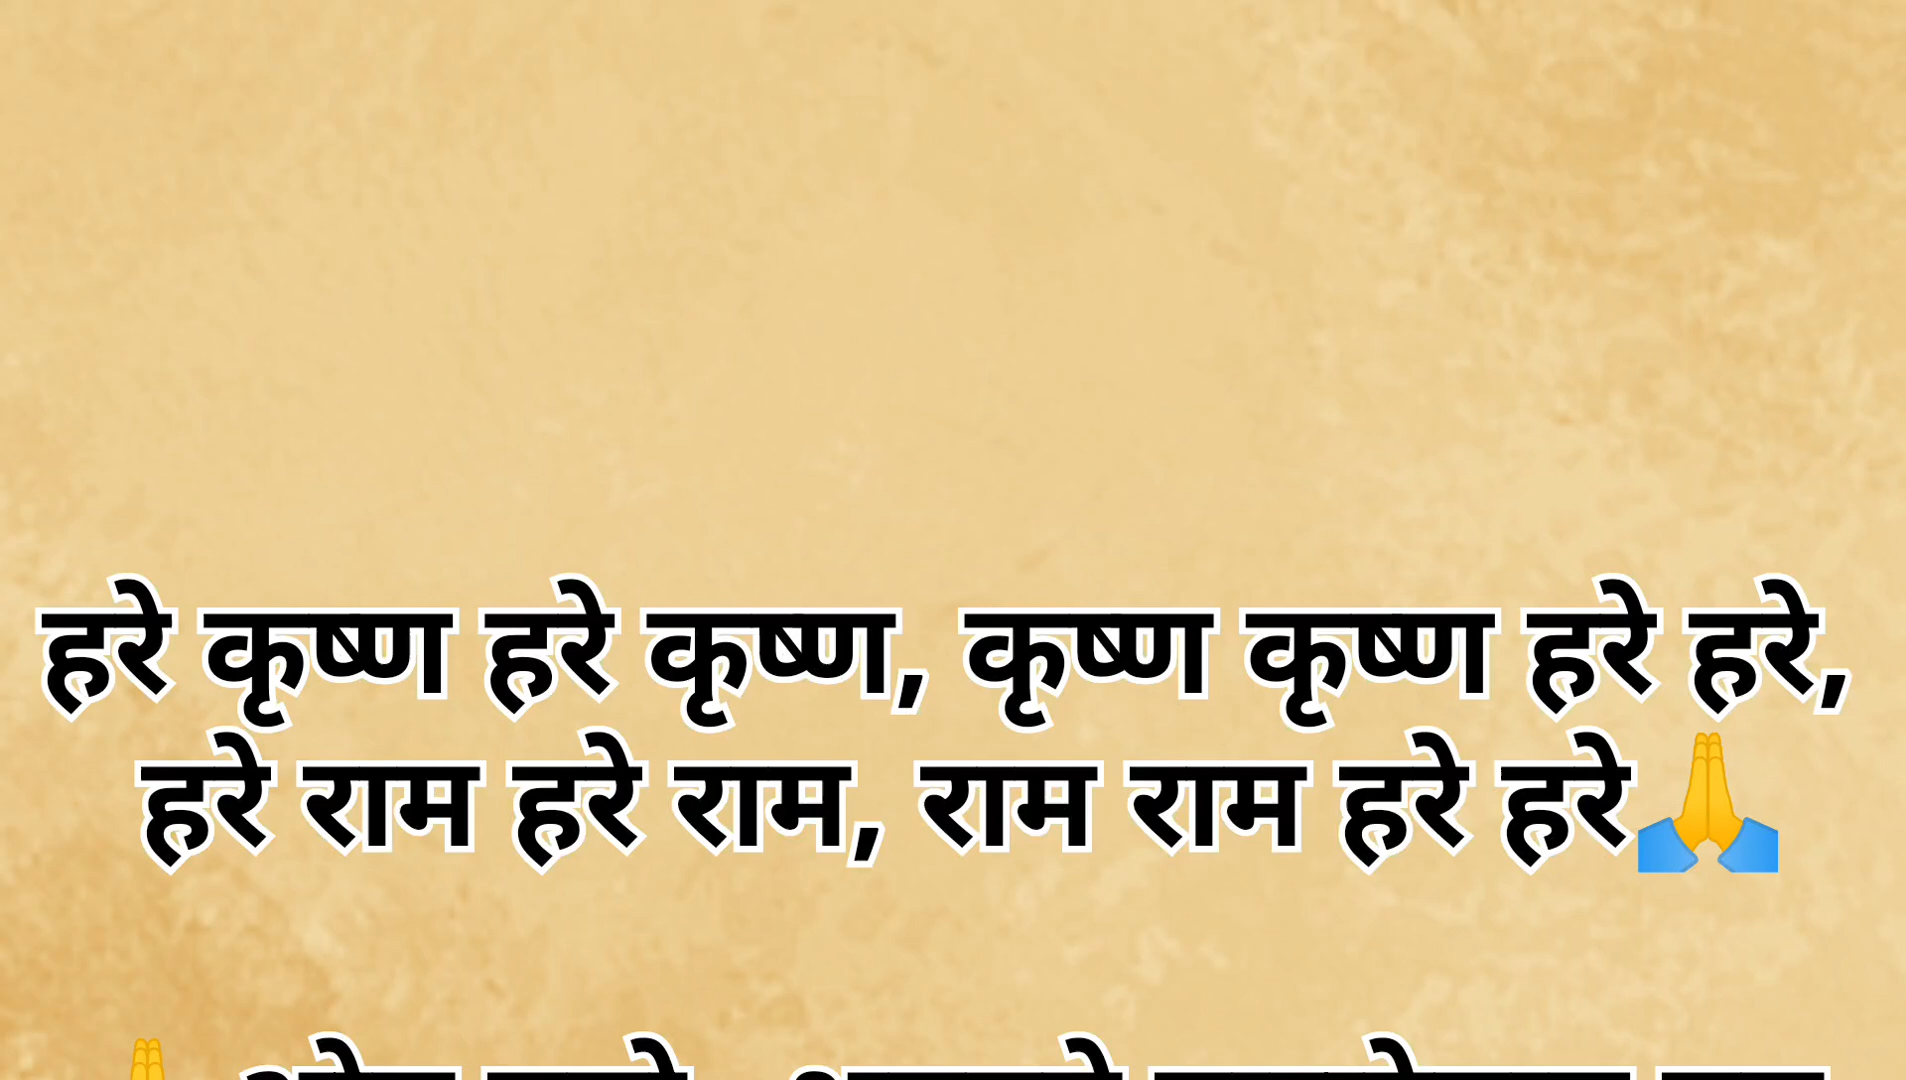 हरे कृष्ण हरे कृष्ण, कृष्ण कृष्ण हरे हरे,
हरे राम हरे राम, राम राम हरे हरे🙏